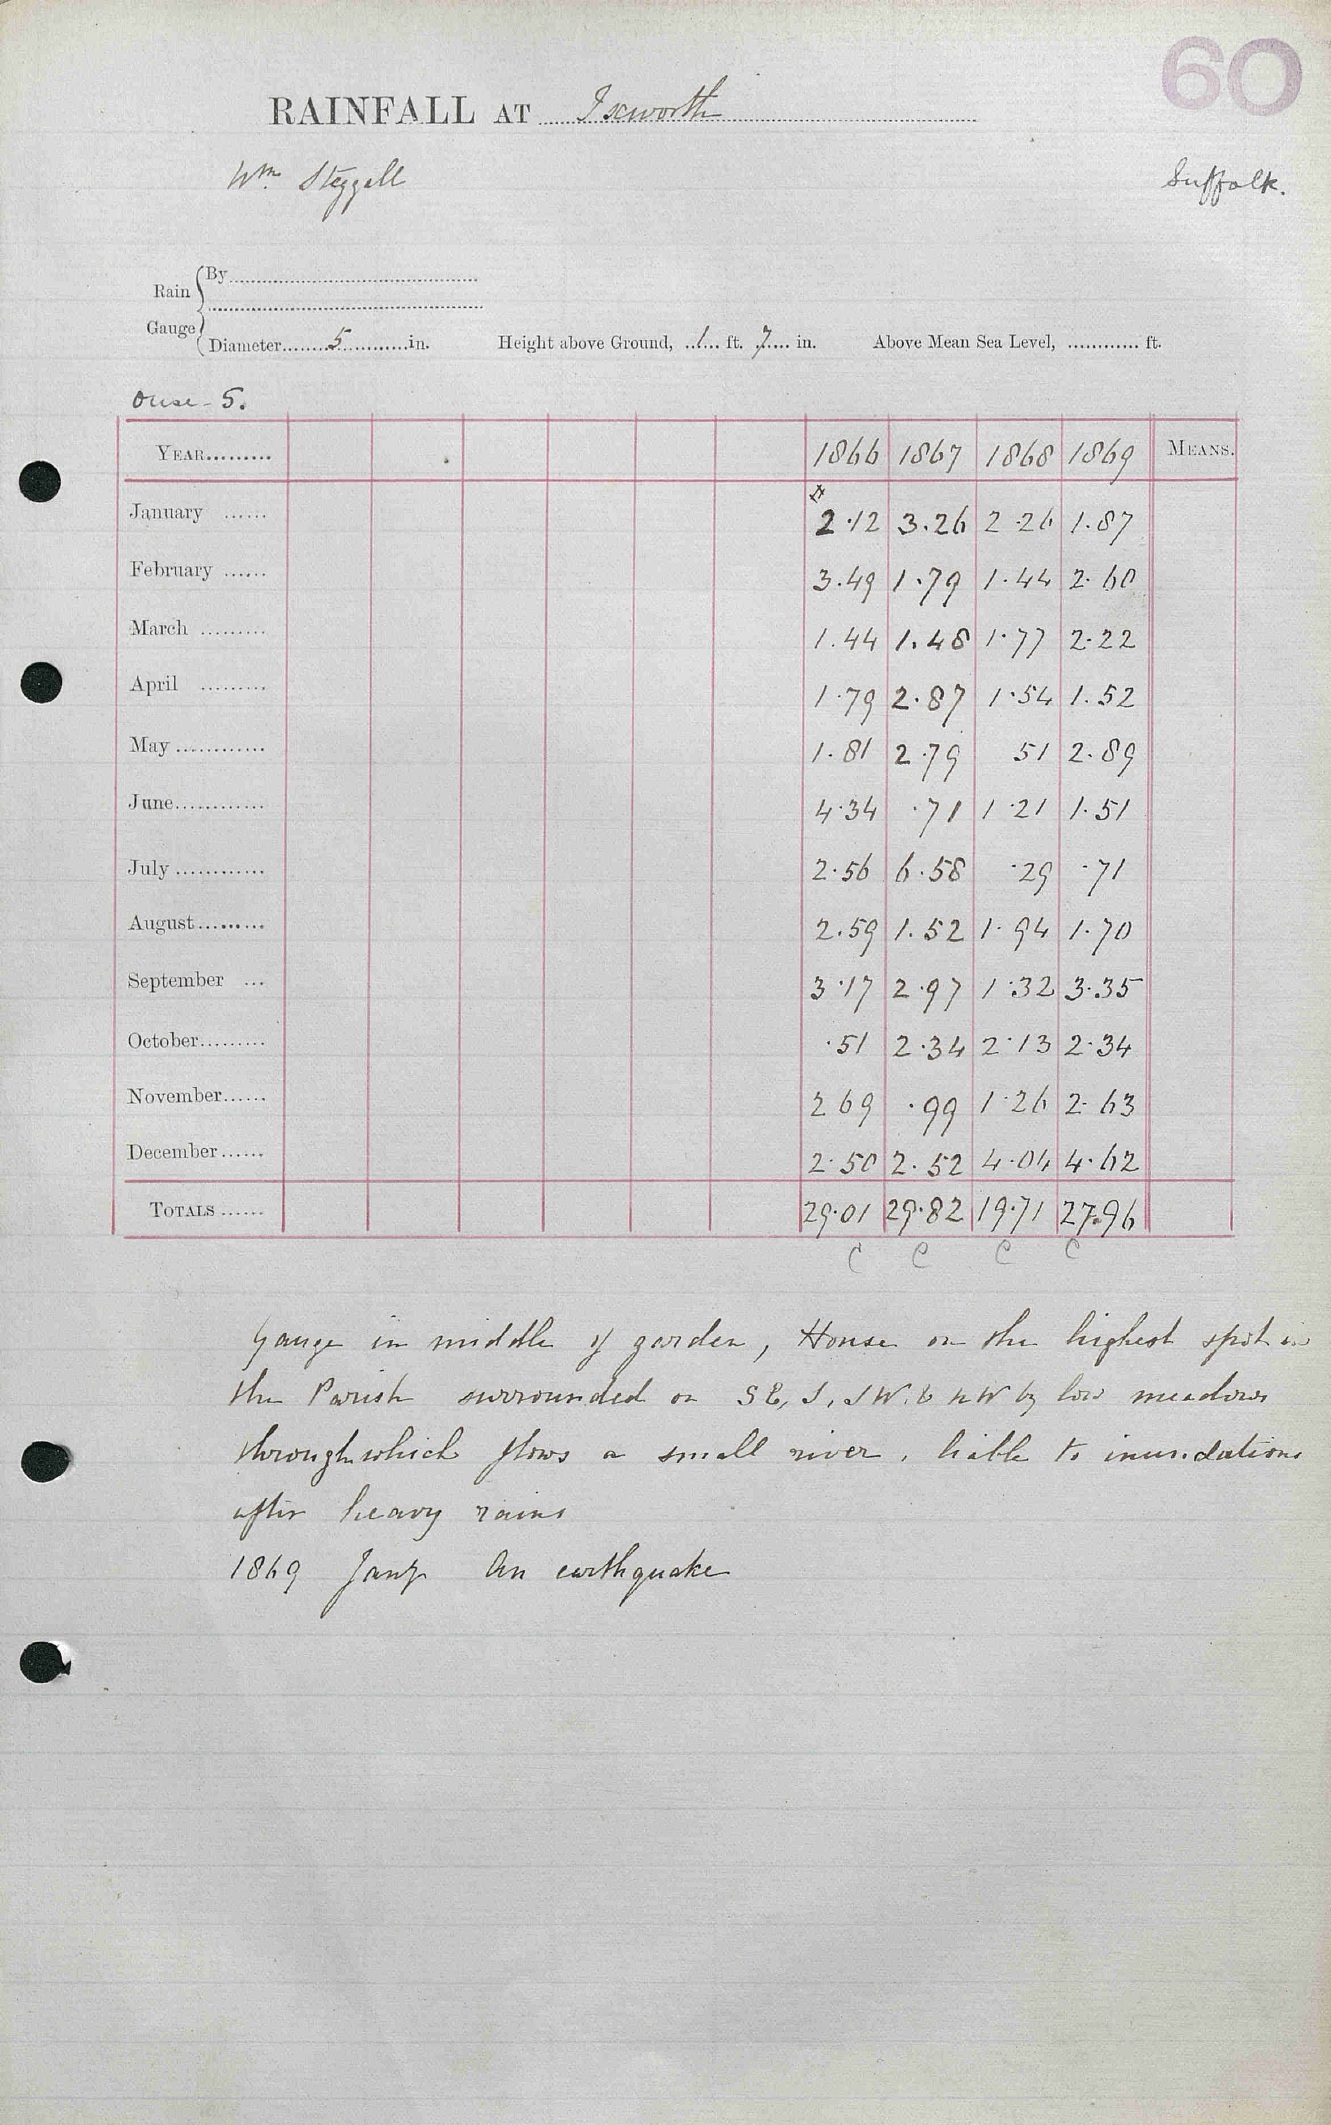 60
RAINFALL AT Ixworth
Wm Steggall
Suffolk.
Rain Gauge { By
Diameter 5 in. Height above Ground, 1 ft. 7 in. Above Mean Sea Level, ft.
Ouse - 5.
YEAR 1866 1867 1868 1869 MEANS.
January 2.12 3.26 2.26 1.87
February 3.49 1.79 1.44 2.60
March 1.44 1.48 1.77 2.22
April 1.79 2.87 1.54 1.52
May 1.81 2.79 51 2.89
June 4.34 .71 1.21 1.51
July 2.56 6.58 .29 .71
August 2.59 1.52 1.94 1.70
September 3.17 2.97 1.32 3.35
October .51 2.34 2.13 2.34
November 2 69 .99 1.26 2.63
December 2.50 2.52 4.04 4.62
TOTALS 29.01 29.82 19.71 27.96
C C C C
Gauge in middle of garden, House on the highest spot in
the Parish surrounded on SE, S, SW. & NW by low meadows
through which flows a small river, liable to inundations
after heavy rains
1869 Jany An earthquake